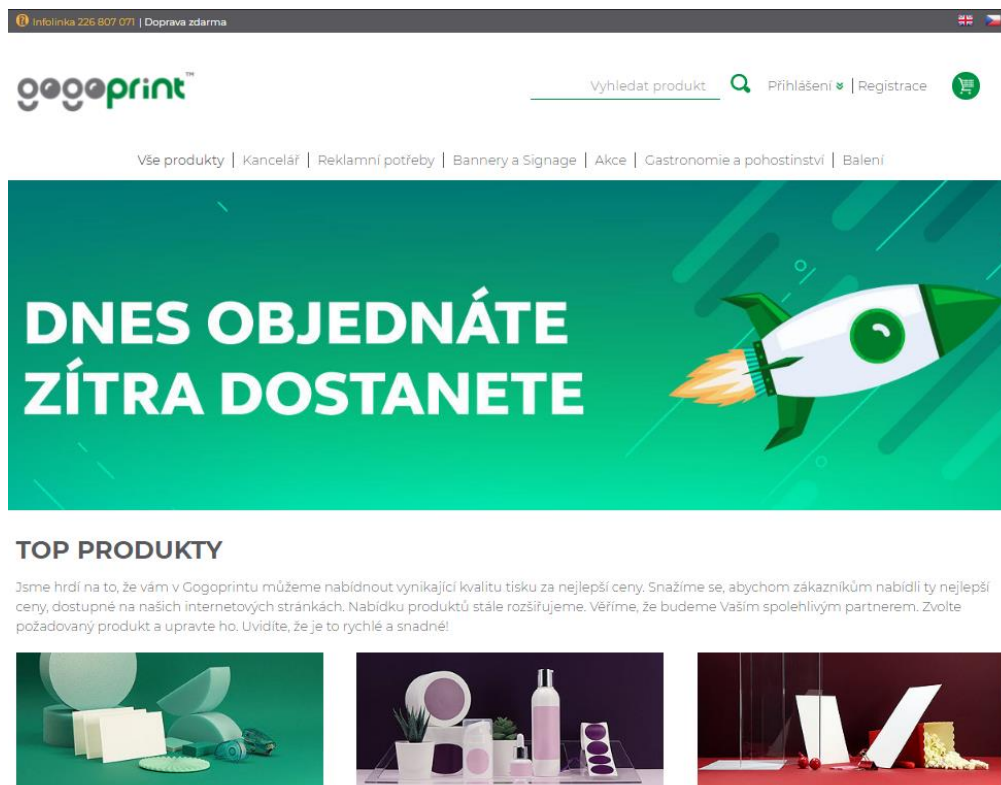 Infolinka 226 807 071 | Doprava zdarma
gogoprint™
Vyhledat produkt
Přihlášení | Registrace
Vše produkty | Kancelář | Reklamní potřeby | Bannery a Signage | Akce | Gastronomie a pohostinství | Balení
DNES OBJEDNÁTE
ZÍTRA DOSTANETE
TOP PRODUKTY
Jsme hrdí na to, že vám v Gogoprintu můžeme nabídnout vynikající kvalitu tisku za nejlepší ceny. Snažíme se, abychom zákazníkům nabídli ty nejlepší
ceny, dostupné na našich internetových stránkách. Nabídku produktů stále rozšiřujeme. Věříme, že budeme Vaším spolehlivým partnerem. Zvolte
požadovaný produkt a upravte ho. Uvidíte, že je to rychlé a snadné!